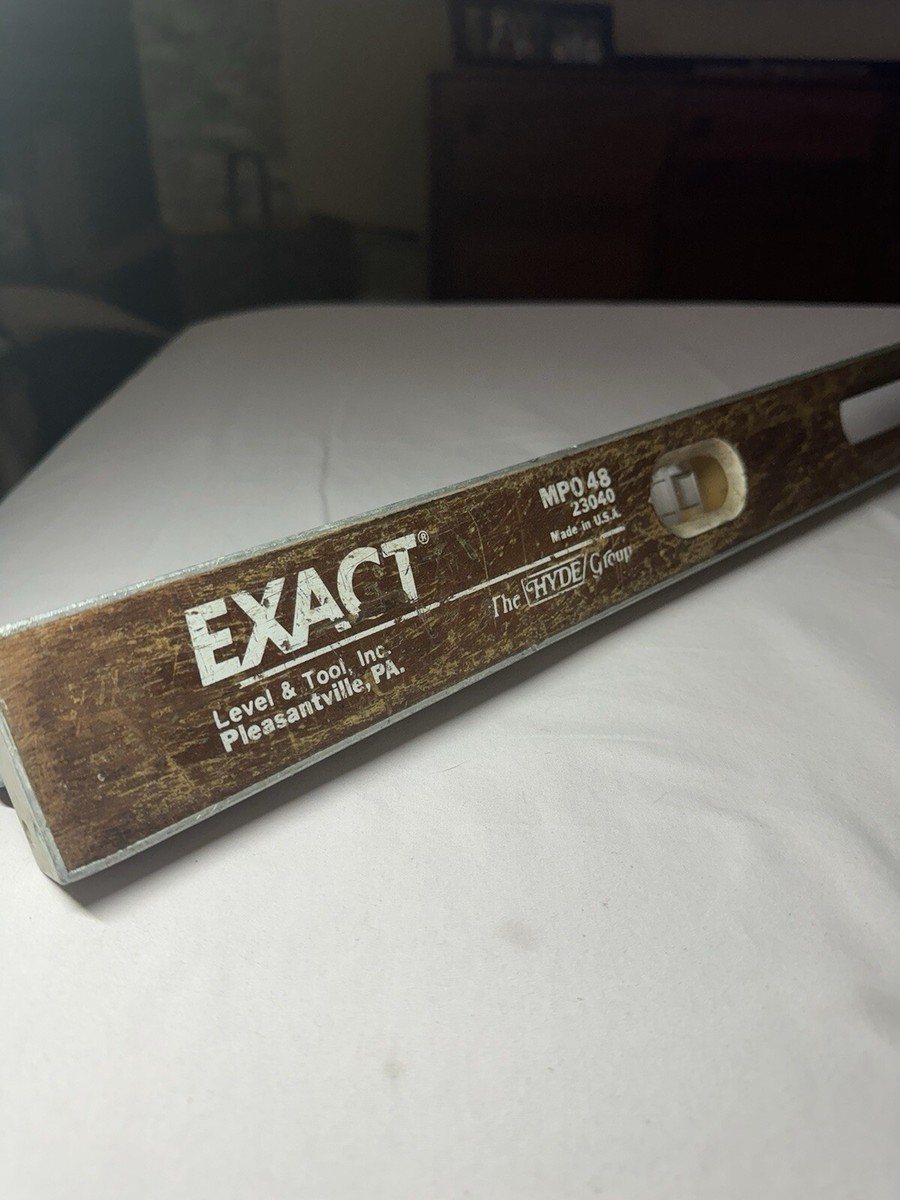 EXACT®
Level & Tool, Inc.
Pleasantville, PA.
MPO 48
23040
Made in U.S.A.
The HYDE Group